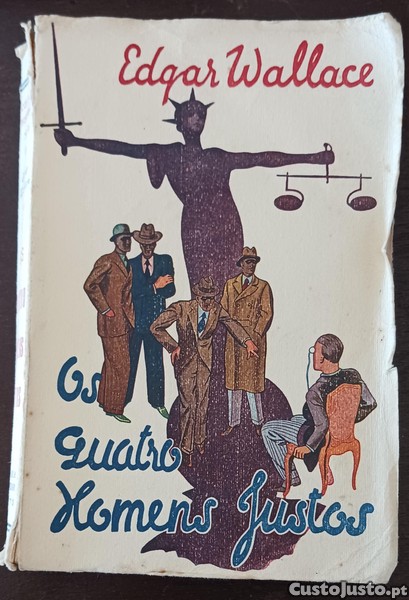 Edgar Wallace
Os
quatro
Homens Justos
CustoJusto.pt